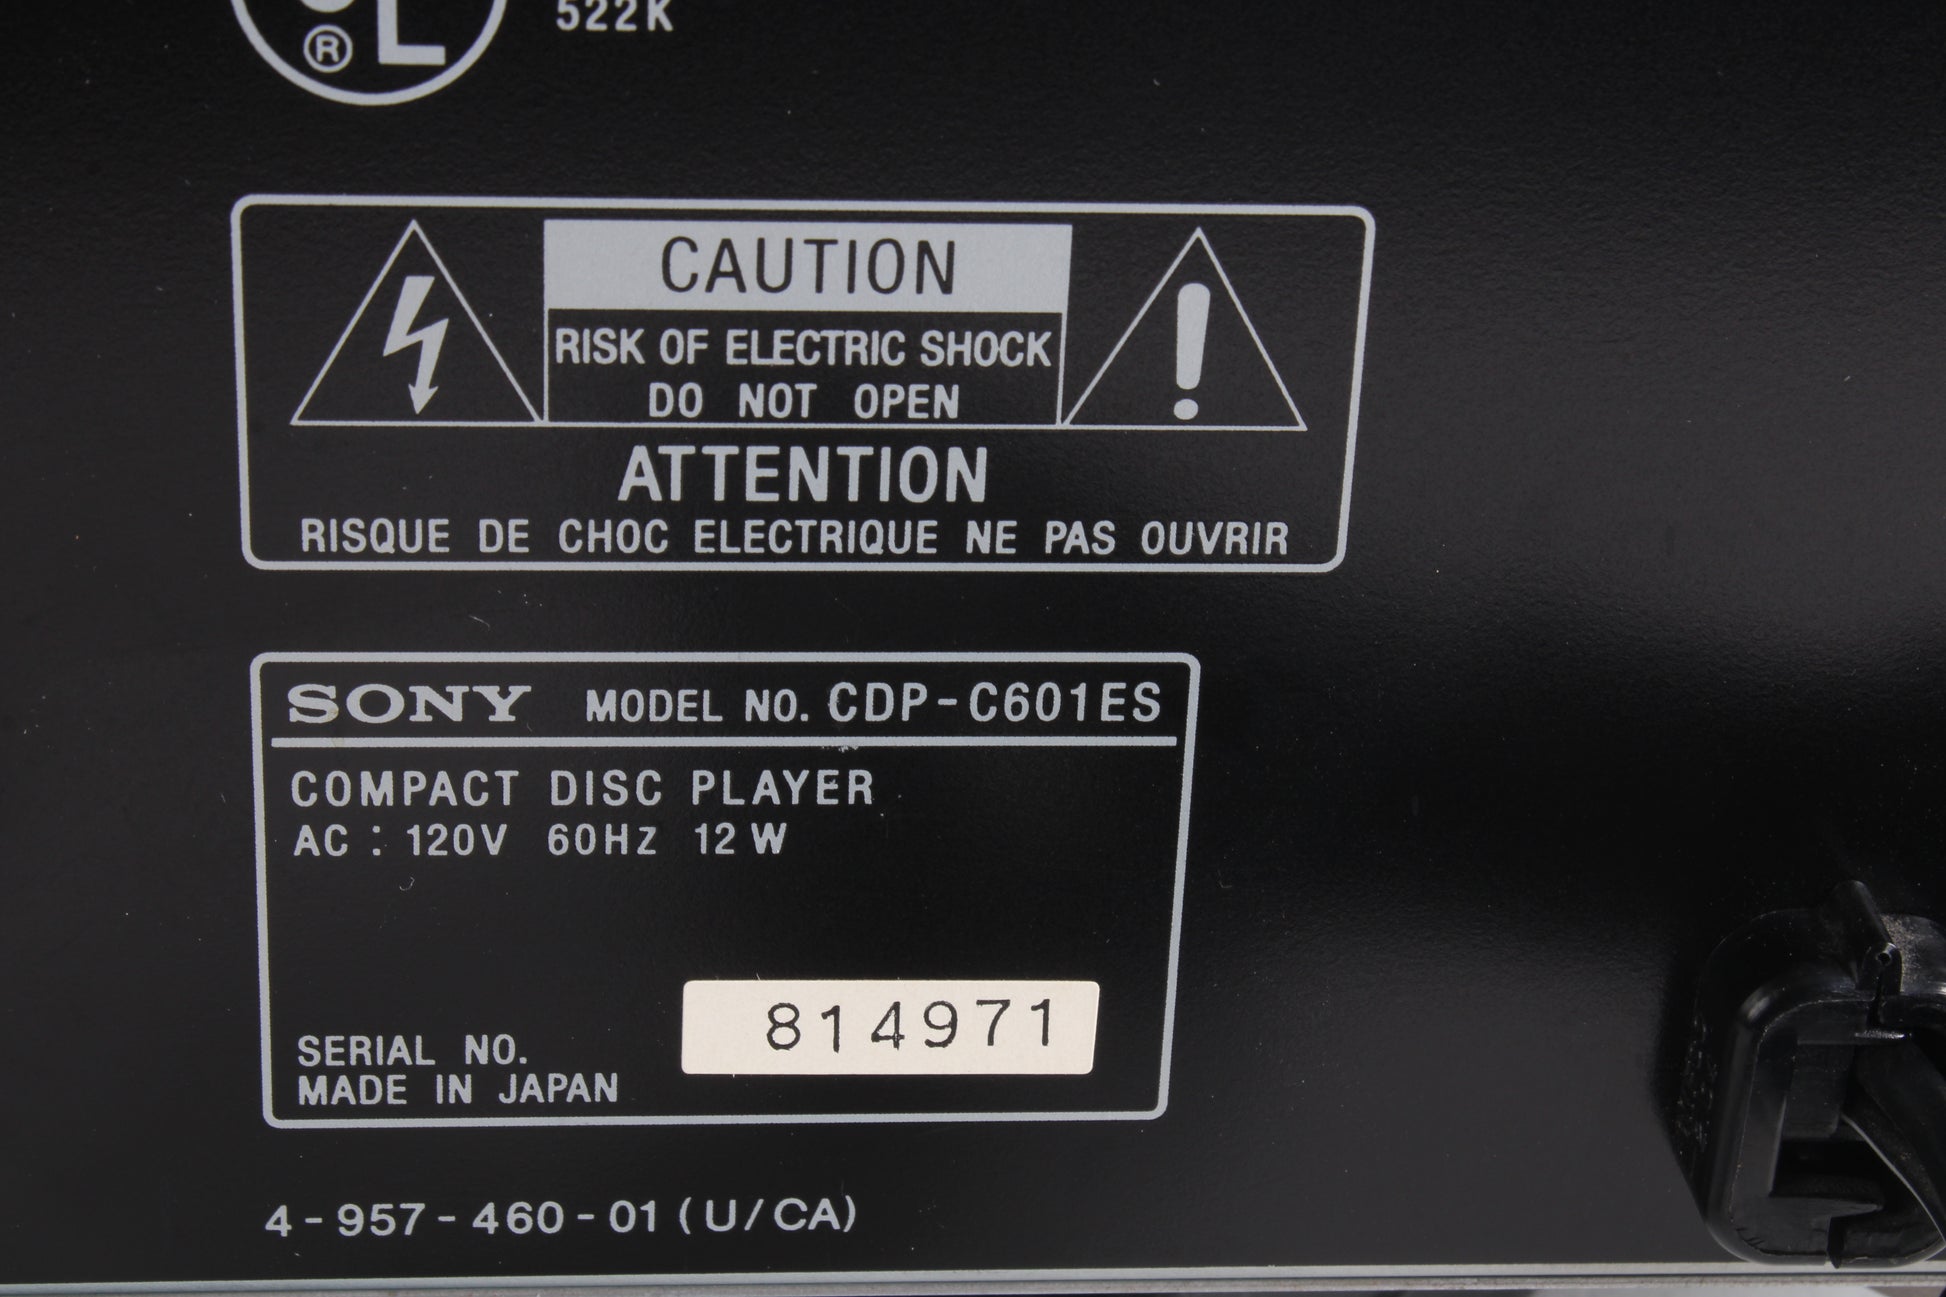 ® L
522K
CAUTION
RISK OF ELECTRIC SHOCK
DO NOT OPEN
ATTENTION
RISQUE DE CHOC ELECTRIQUE NE PAS OUVRIR
SONY MODEL NO. CDP-C601ES
COMPACT DISC PLAYER
AC : 120V 60Hz 12W
814971
SERIAL NO.
MADE IN JAPAN
4-957-460-01 (U/CA)